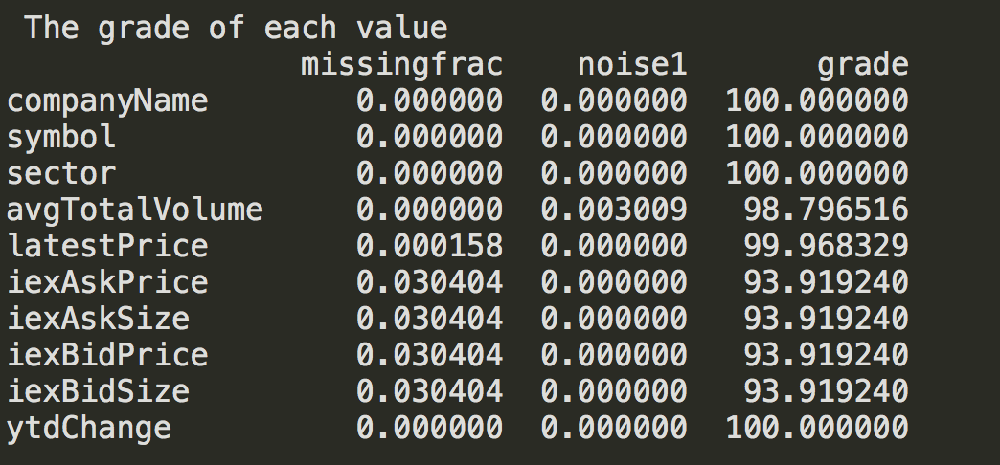 The grade of each value
missingfrac noise1 grade
companyName 0.000000 0.000000 100.000000
symbol 0.000000 0.000000 100.000000
sector 0.000000 0.000000 100.000000
avgTotalVolume 0.000000 0.003009 98.796516
latestPrice 0.000158 0.000000 99.968329
iexAskPrice 0.030404 0.000000 93.919240
iexAskSize 0.030404 0.000000 93.919240
iexBidPrice 0.030404 0.000000 93.919240
iexBidSize 0.030404 0.000000 93.919240
ytdChange 0.000000 0.000000 100.000000